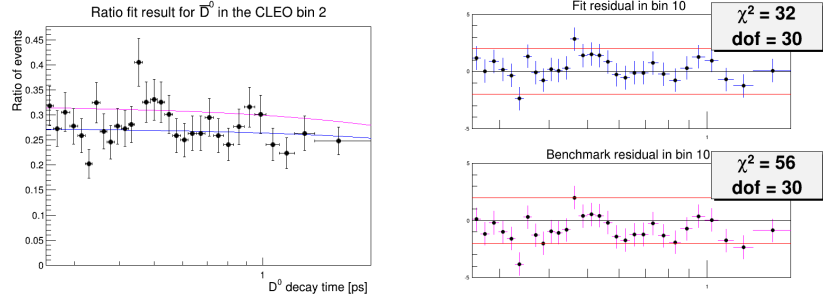 Ratio fit result for D̅⁰ in the CLEO bin 2
Ratio of events
0.45
0.4
0.35
0.3
0.25
0.2
0.15
0.1
0.05
0
1
D⁰ decay time [ps]
Fit residual in bin 10
χ² = 32
dof = 30
5
0
-5
1
Benchmark residual in bin 10
χ² = 56
dof = 30
5
0
-5
1